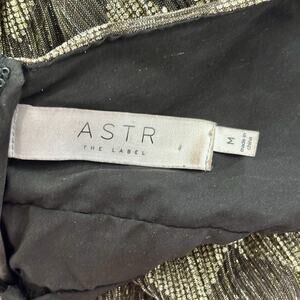 ASTR
THE LABEL
M
made in
china